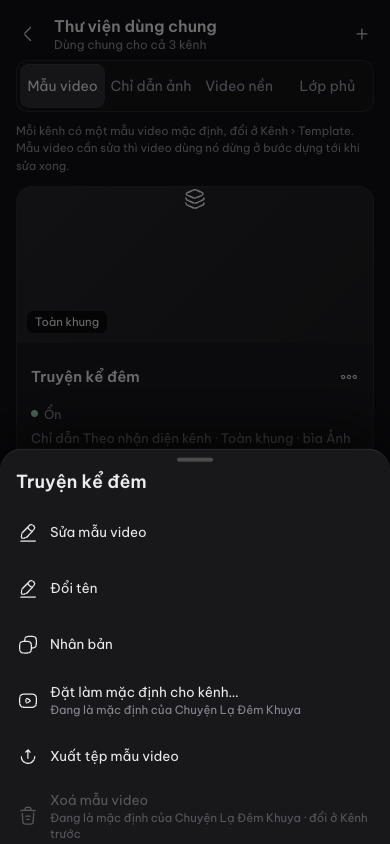 Thư viện dùng chung
Dùng chung cho cả 3 kênh
Mẫu video
Chỉ dẫn ảnh
Video nền
Lớp phủ
Mỗi kênh có một mẫu video mặc định, đổi ở Kênh › Template.
Mẫu video cần sửa thì video dùng nó dừng ở bước dựng tới khi
sửa xong.
Toàn khung
Truyện kể đêm
Ổn
Chỉ dẫn Theo nhận diện kênh · Toàn khung · bìa Ảnh
Truyện kể đêm
Sửa mẫu video
Đổi tên
Nhân bản
Đặt làm mặc định cho kênh...
Đang là mặc định của Chuyện Lạ Đêm Khuya
Xuất tệp mẫu video
Xoá mẫu video
Đang là mặc định của Chuyện Lạ Đêm Khuya · đổi ở Kênh
trước